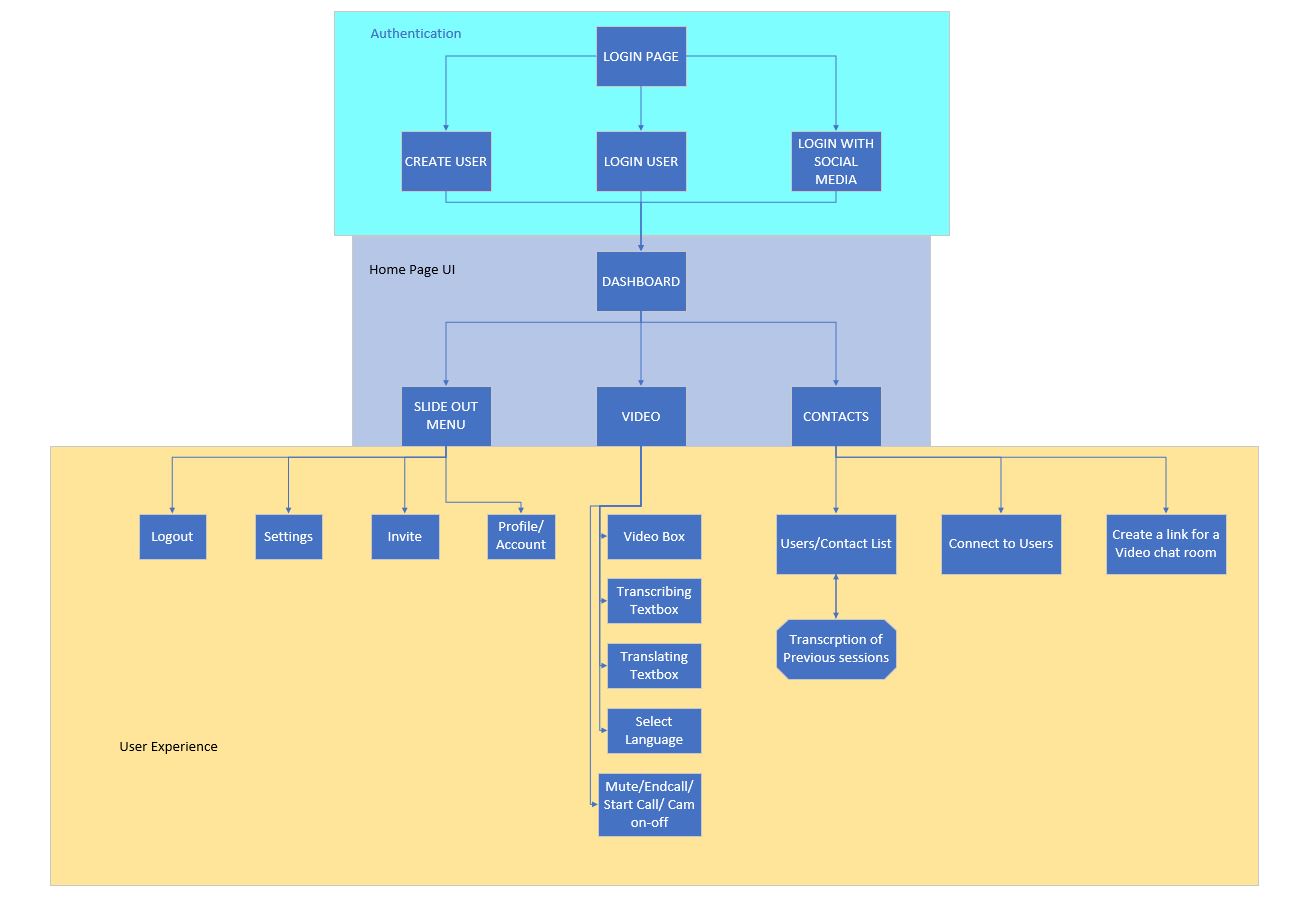 Authentication
LOGIN PAGE
CREATE USER
LOGIN USER
LOGIN WITH
SOCIAL
MEDIA
Home Page UI
DASHBOARD
SLIDE OUT
MENU
VIDEO
CONTACTS
Logout
Settings
Invite
Profile/
Account
Video Box
Users/Contact List
Connect to Users
Create a link for a
Video chat room
Transcribing
Textbox
Transcrption of
Previous sessions
Translating
Textbox
Select
Language
User Experience
Mute/Endcall/
Start Call/ Cam
on-off